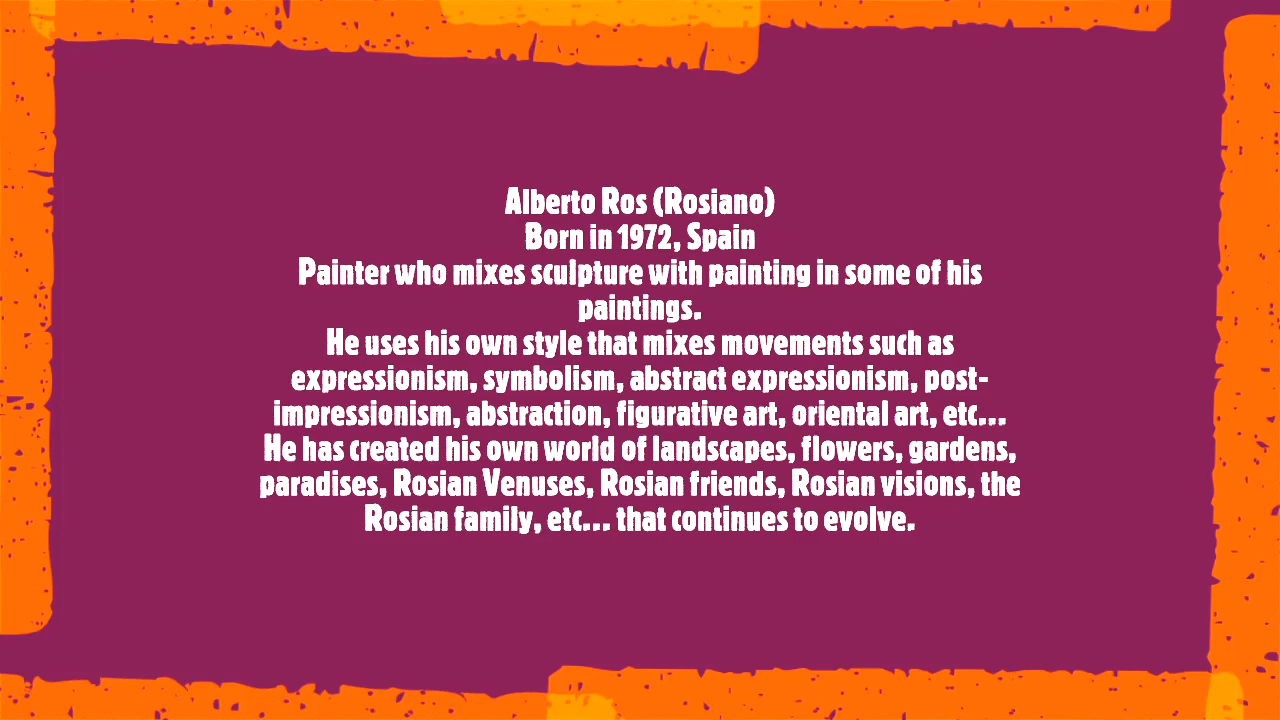 Alberto Ros (Rosiano)
Born in 1972, Spain
Painter who mixes sculpture with painting in some of his
paintings.
He uses his own style that mixes movements such as
expressionism, symbolism, abstract expressionism, post-
impressionism, abstraction, figurative art, oriental art, etc...
He has created his own world of landscapes, flowers, gardens,
paradises, Rosian Venuses, Rosian friends, Rosian visions, the
Rosian family, etc... that continues to evolve.